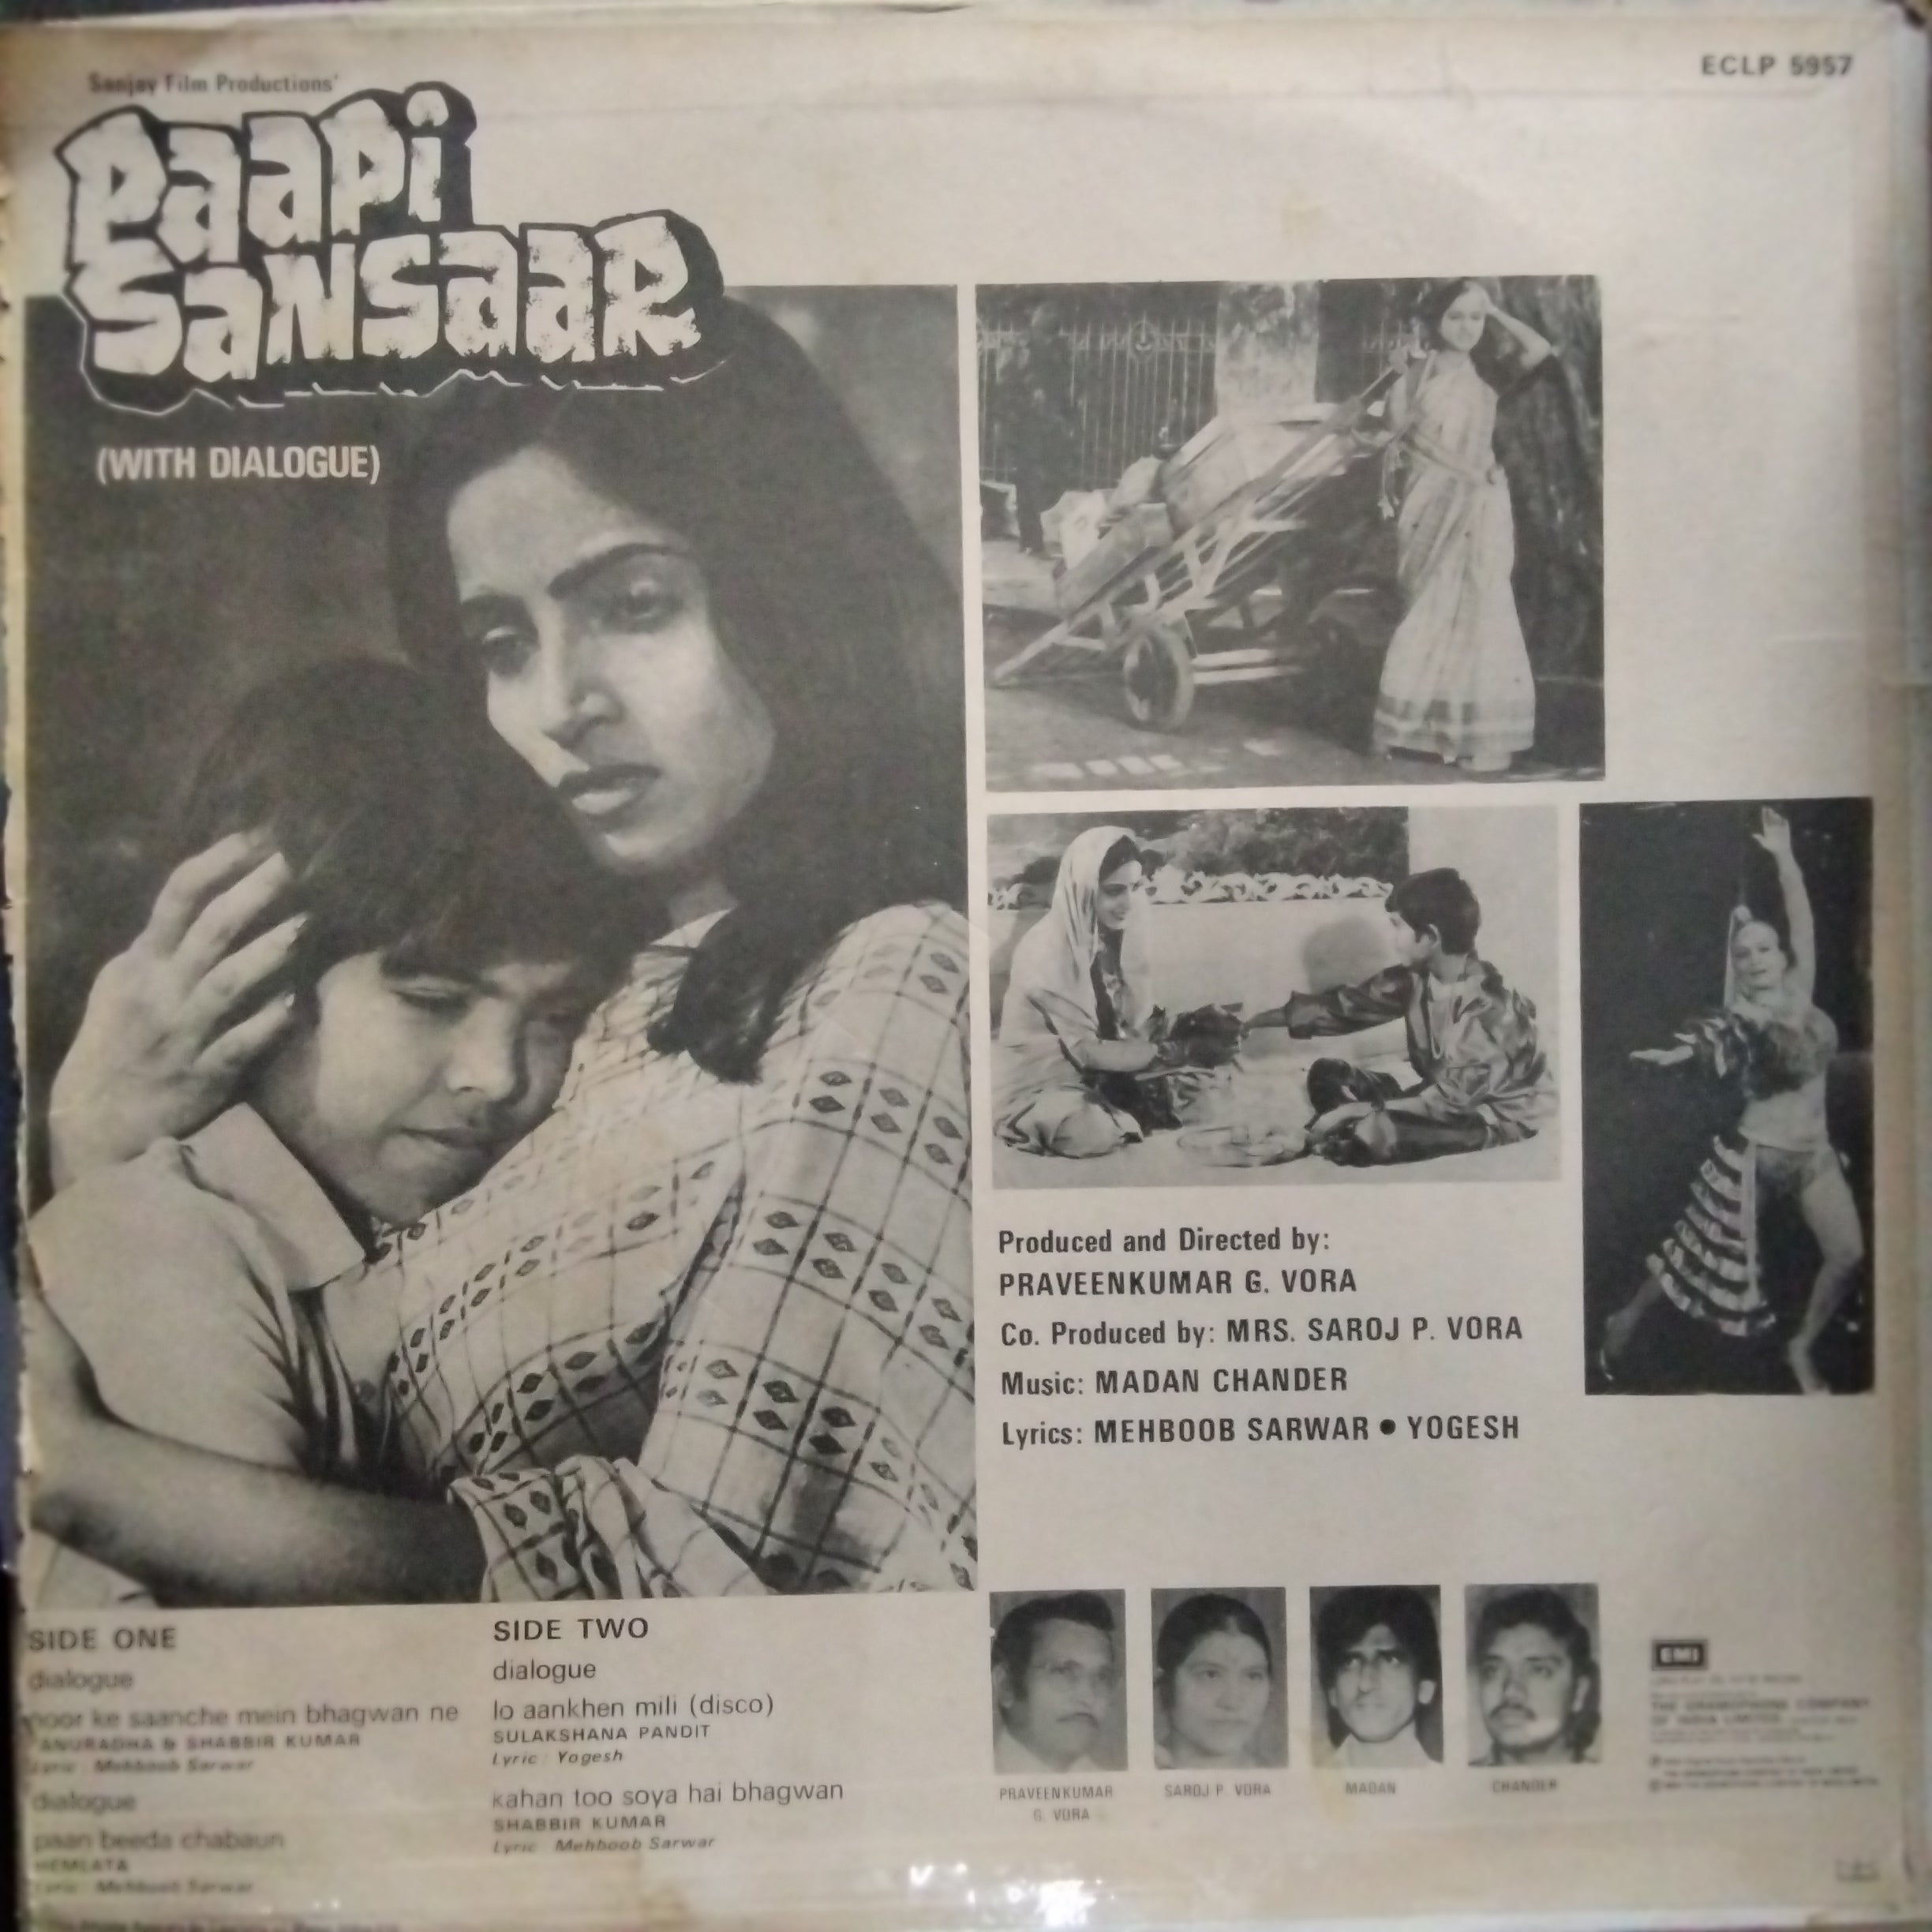 Sanjay Film Productions'
ECLP 5957
Paapi
Sansaar
(WITH DIALOGUE)
Produced and Directed by:
PRAVEENKUMAR G. VORA
Co. Produced by: MRS. SAROJ P. VORA
Music: MADAN CHANDER
Lyrics: MEHBOOB SARWAR ● YOGESH
SIDE ONE
dialogue
noor ke saanche mein bhagwan ne
ANURADHA & SHABBIR KUMAR
Lyric : Mehboob Sarwar
dialogue
paan beeda chabaun
HEMLATA
Lyric : Mehboob Sarwar
SIDE TWO
dialogue
lo aankhen mili (disco)
SULAKSHANA PANDIT
Lyric : Yogesh
kahan too soya hai bhagwan
SHABBIR KUMAR
Lyric : Mehboob Sarwar
PRAVEENKUMAR
G. VORA
SAROJ P. VORA
MADAN
CHANDER
EMI
THE GRAMOPHONE COMPANY
OF INDIA LIMITED